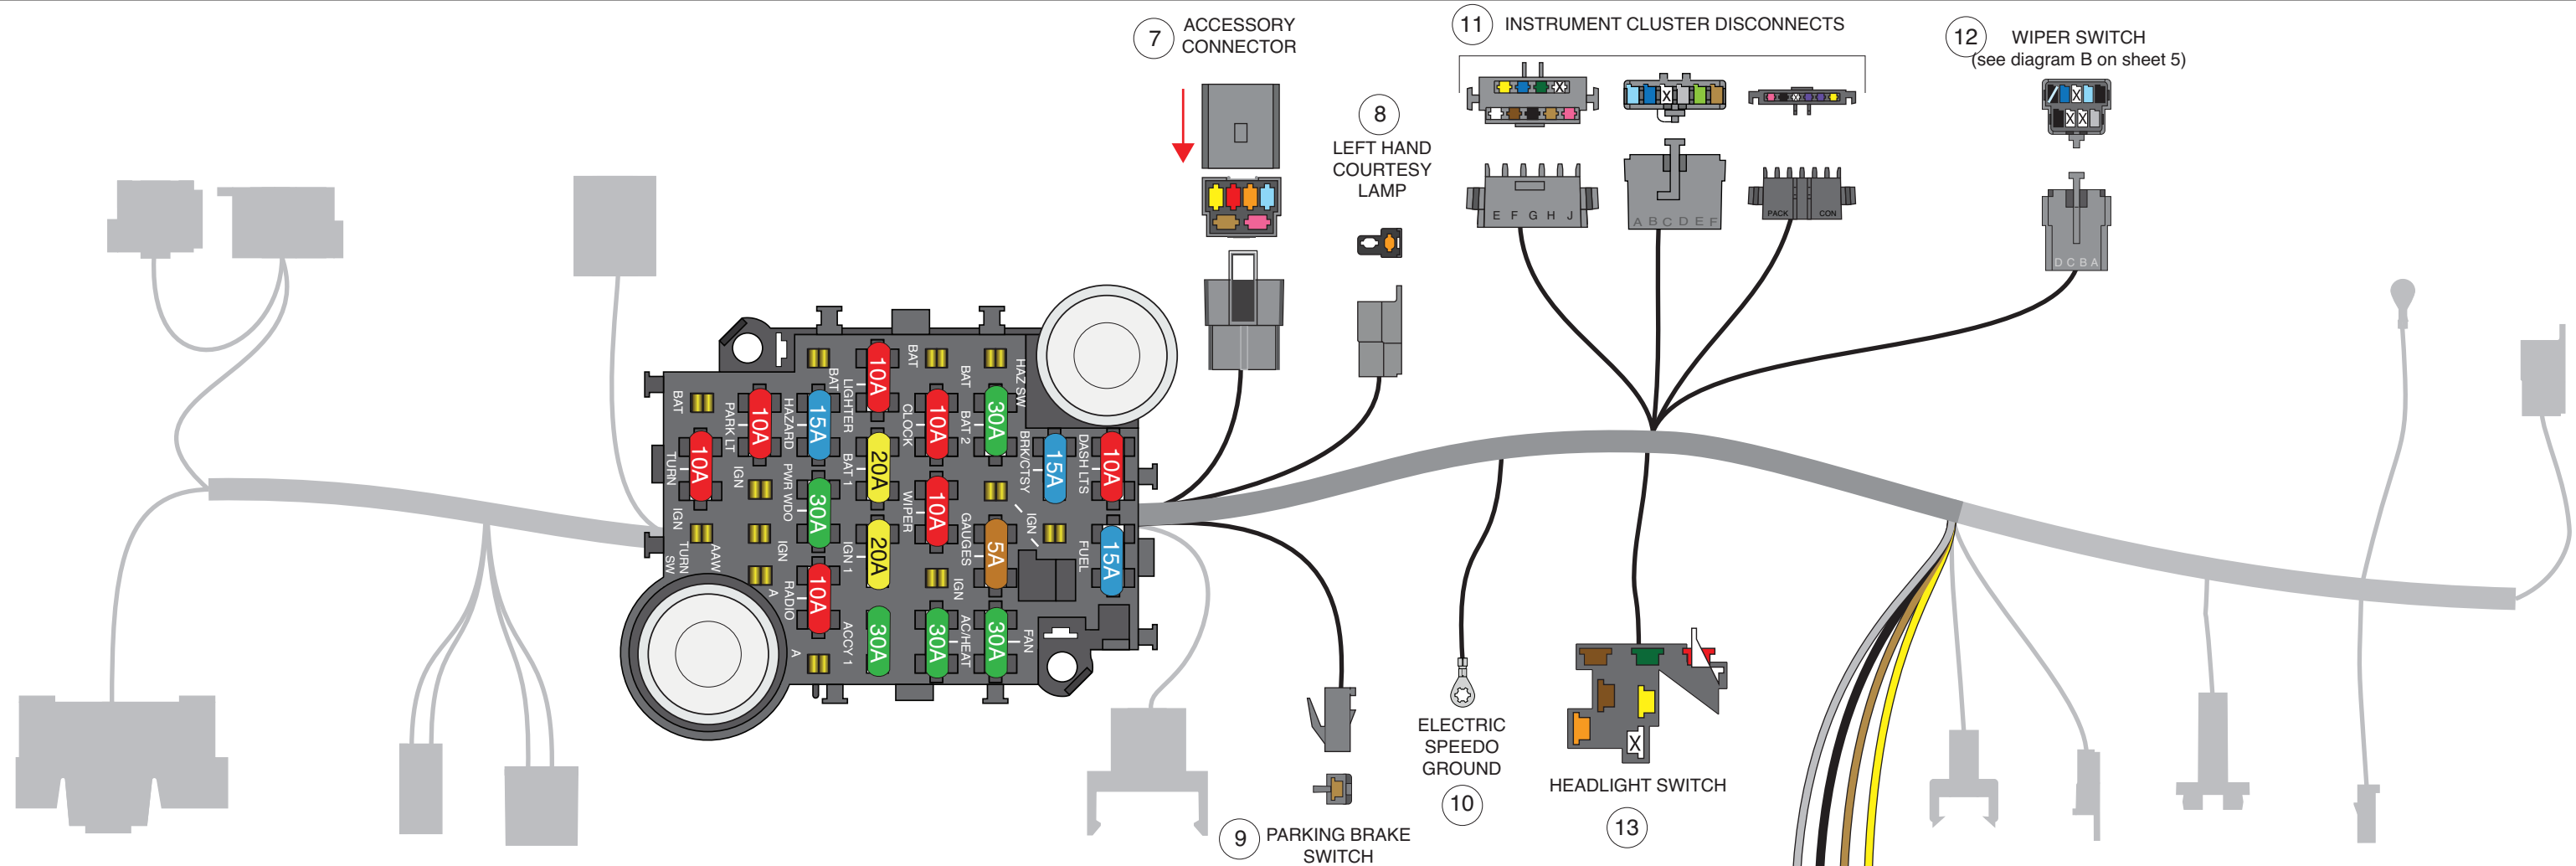 7
ACCESSORY
CONNECTOR
11
INSTRUMENT CLUSTER DISCONNECTS
12
WIPER SWITCH
(see diagram B on sheet 5)
8
LEFT HAND
COURTESY
LAMP
E F G H J
A B C D E F
PACK
CON
D C B A
X
X
X
X
X
X
BAT
10A
TURN
IGN
TURN
SW
AAW
PARK LT
10A
IGN
HAZARD
BAT
15A
PWR WDO
30A
IGN
RADIO
10A
A
A
LIGHTER
10A
BAT
BAT 1
20A
IGN 1
20A
ACCY 1
30A
CLOCK
10A
BAT
WIPER
10A
IGN
AC/HEAT
30A
BAT 2
30A
HAZ SW
GAUGES
5A
IGN
FAN
30A
BRK/CTSY
15A
DASH LTS
10A
FUEL
15A
9
PARKING BRAKE
SWITCH
ELECTRIC
SPEEDO
GROUND
10
X
HEADLIGHT SWITCH
13